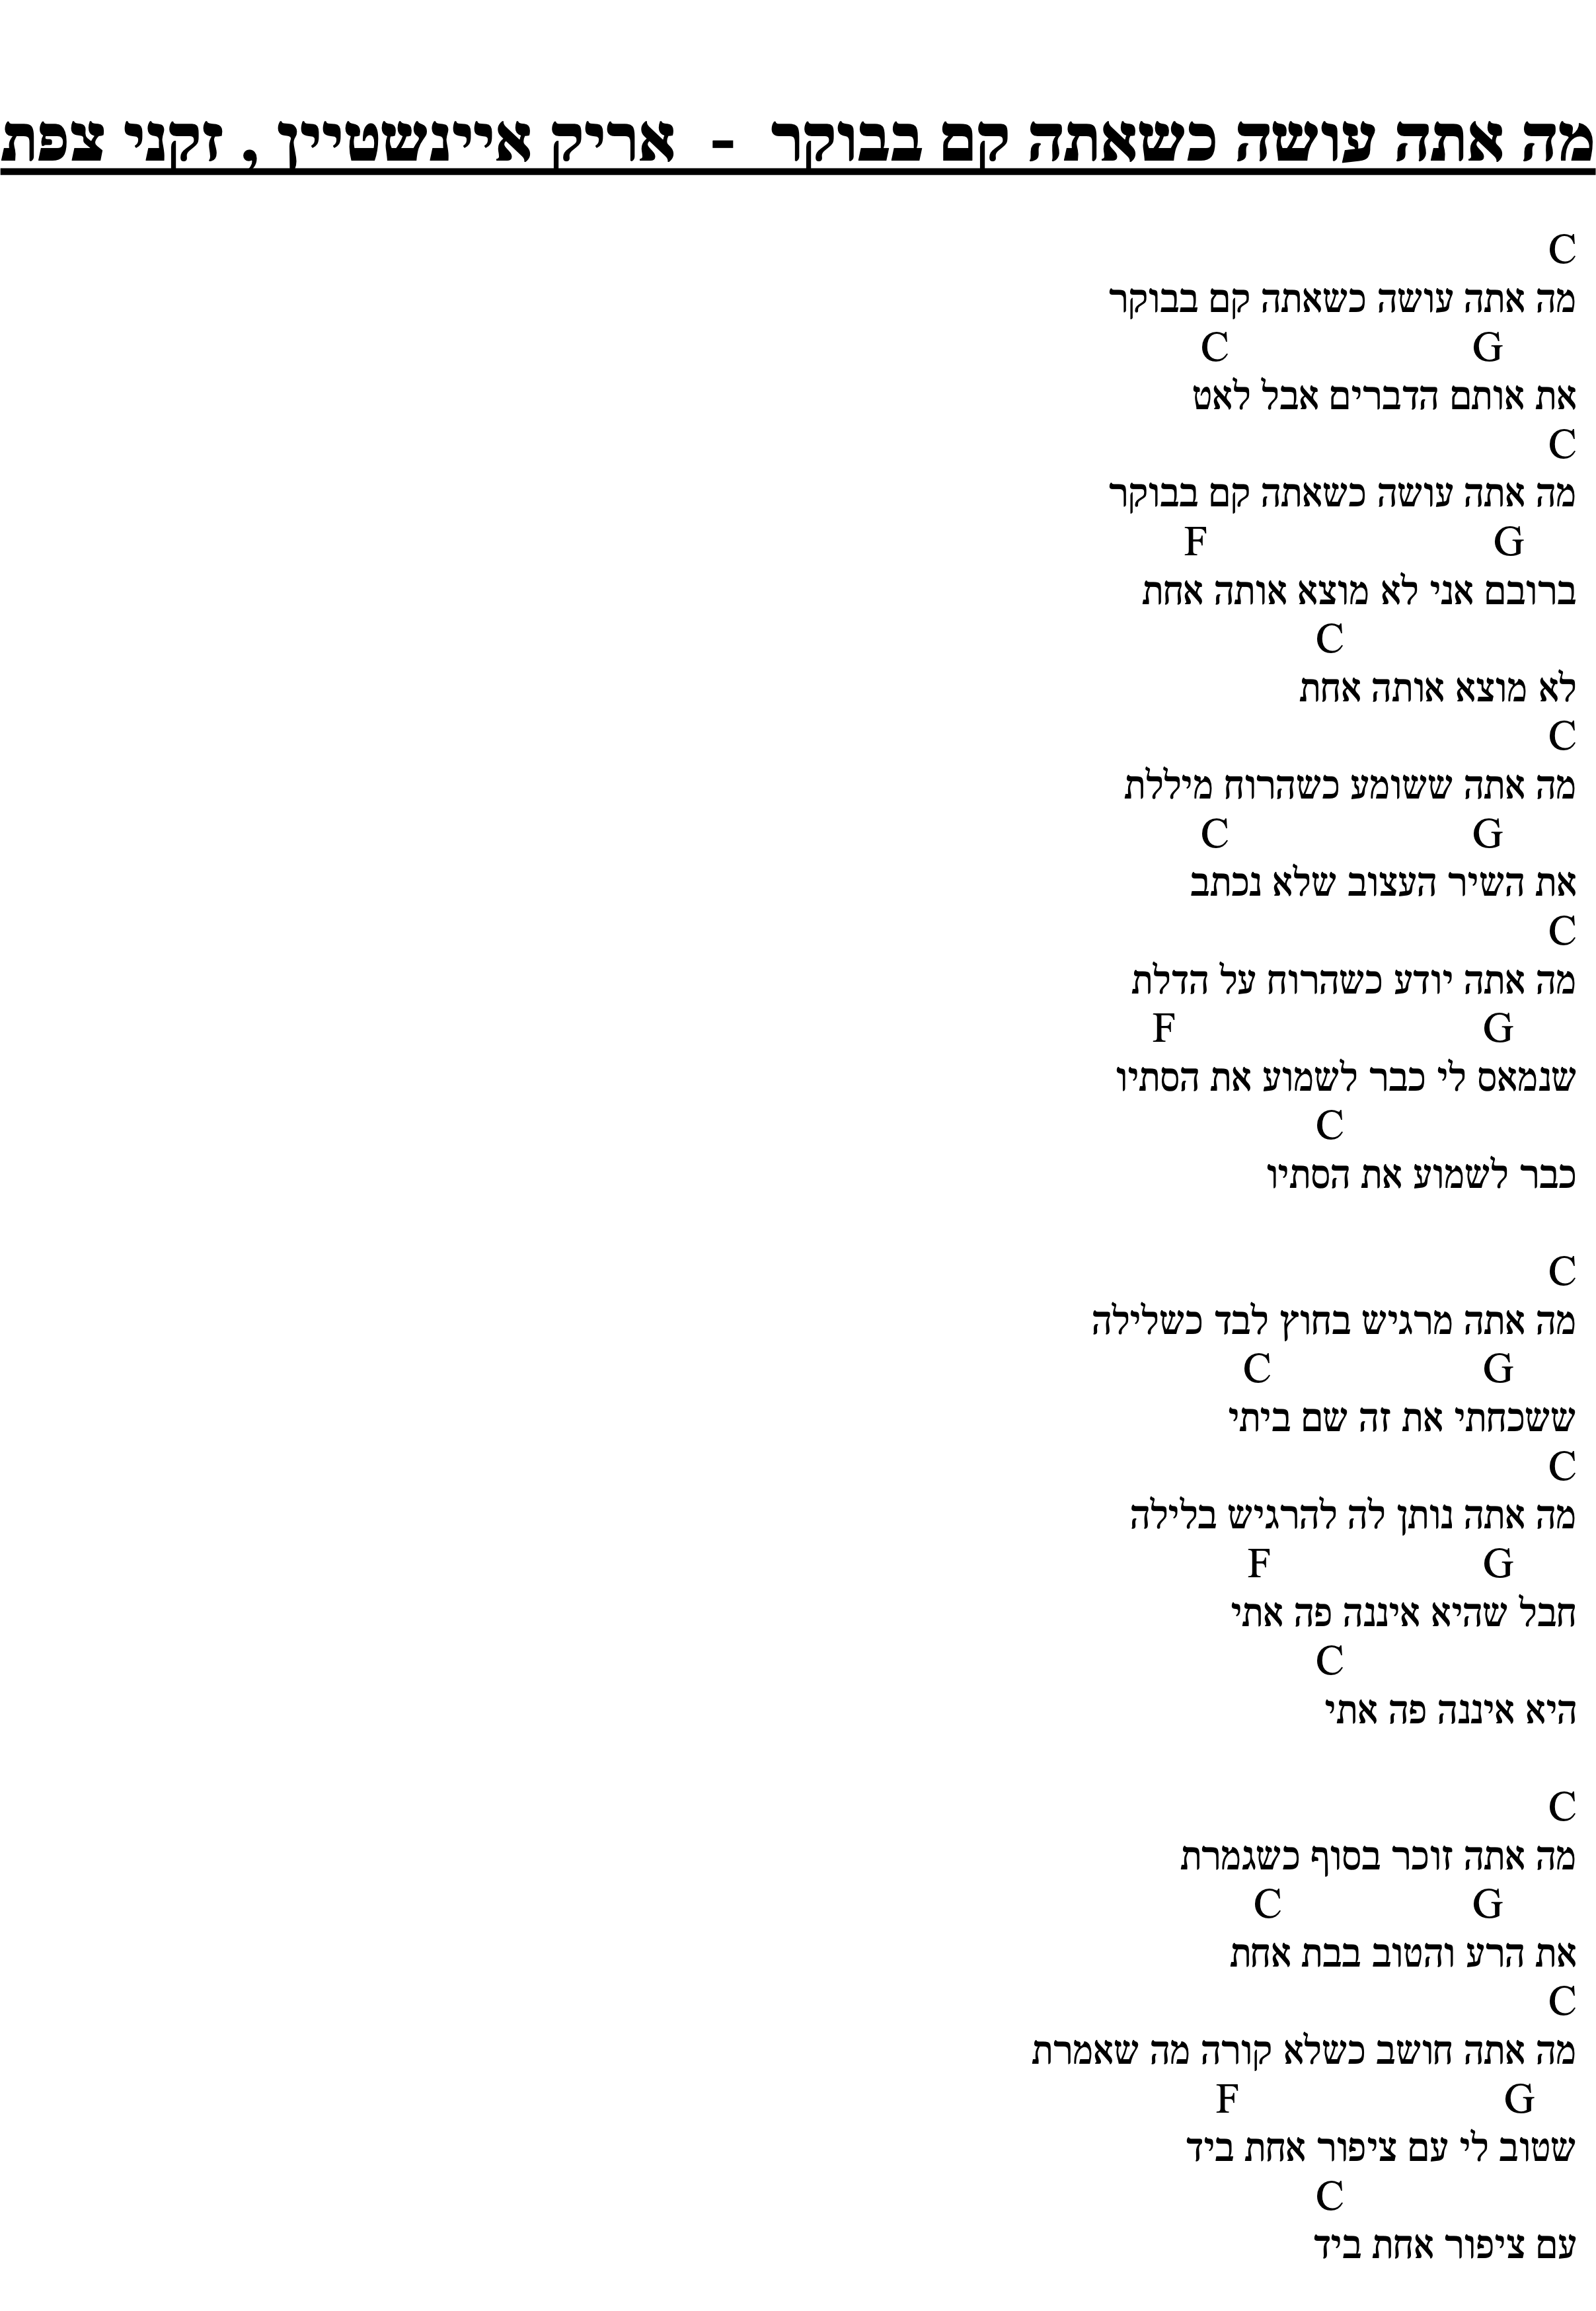 מה אתה עושה כשאתה קם בבוקר - אריק איינשטיין , זקני צפת
C
מה אתה עושה כשאתה קם בבוקר
G C
את אותם הדברים אבל לאט
C
מה אתה עושה כשאתה קם בבוקר
G F
ברובם אני לא מוצא אותה אחת
C
לא מוצא אותה אחת
C
מה אתה ששומע כשהרוח מיללת
G C
את השיר העצוב שלא נכתב
C
מה אתה יודע כשהרוח על הדלת
G F
שנמאס לי כבר לשמוע את הסתיו
C
כבר לשמוע את הסתיו
C
מה אתה מרגיש בחוץ לבד כשלילה
G C
ששכחתי את זה שם ביתי
C
מה אתה נותן לה להרגיש בלילה
G F
חבל שהיא איננה פה אתי
C
היא איננה פה אתי
C
מה אתה זוכר בסוף כשגמרת
G C
את הרע והטוב בבת אחת
C
מה אתה חושב כשלא קורה מה שאמרת
G F
שטוב לי עם ציפור אחת ביד
C
עם ציפור אחת ביד